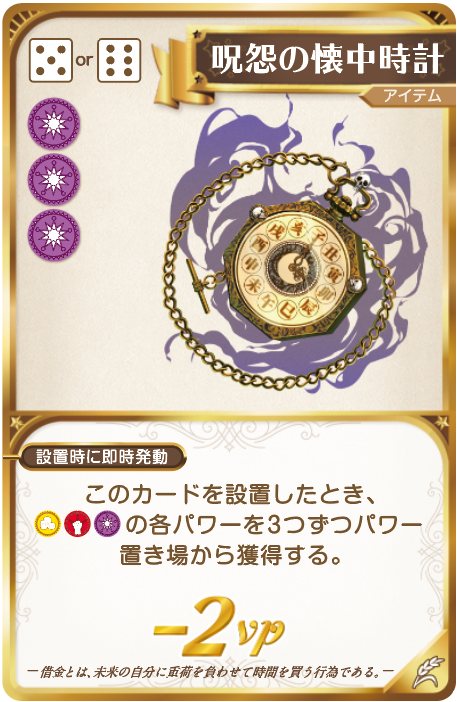 or
呪怨の懐中時計
アイテム
設置時に即時発動
このカードを設置したとき、
の各パワーを3つずつパワー
置き場から獲得する。
-2vp
―借金とは、未来の自分に重荷を負わせて時間を買う行為である。―